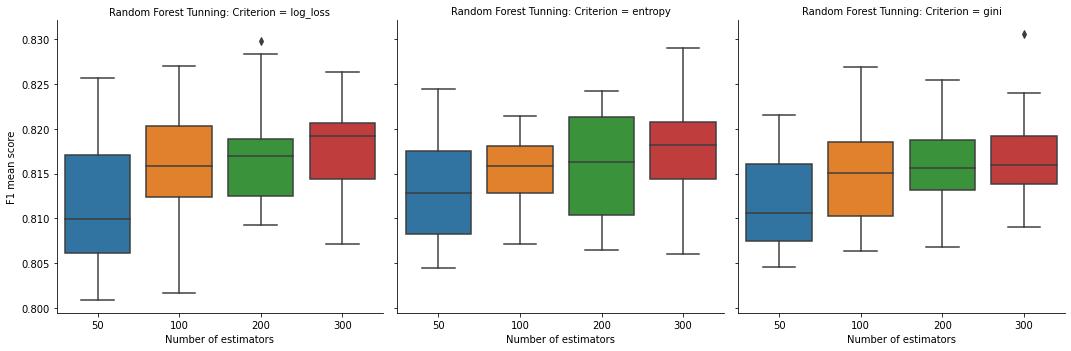 Random Forest Tunning: Criterion = log_loss
Random Forest Tunning: Criterion = entropy
Random Forest Tunning: Criterion = gini
F1 mean score
0.830
0.825
0.820
0.815
0.810
0.805
0.800
50 100 200 300
50 100 200 300
50 100 200 300
Number of estimators
Number of estimators
Number of estimators